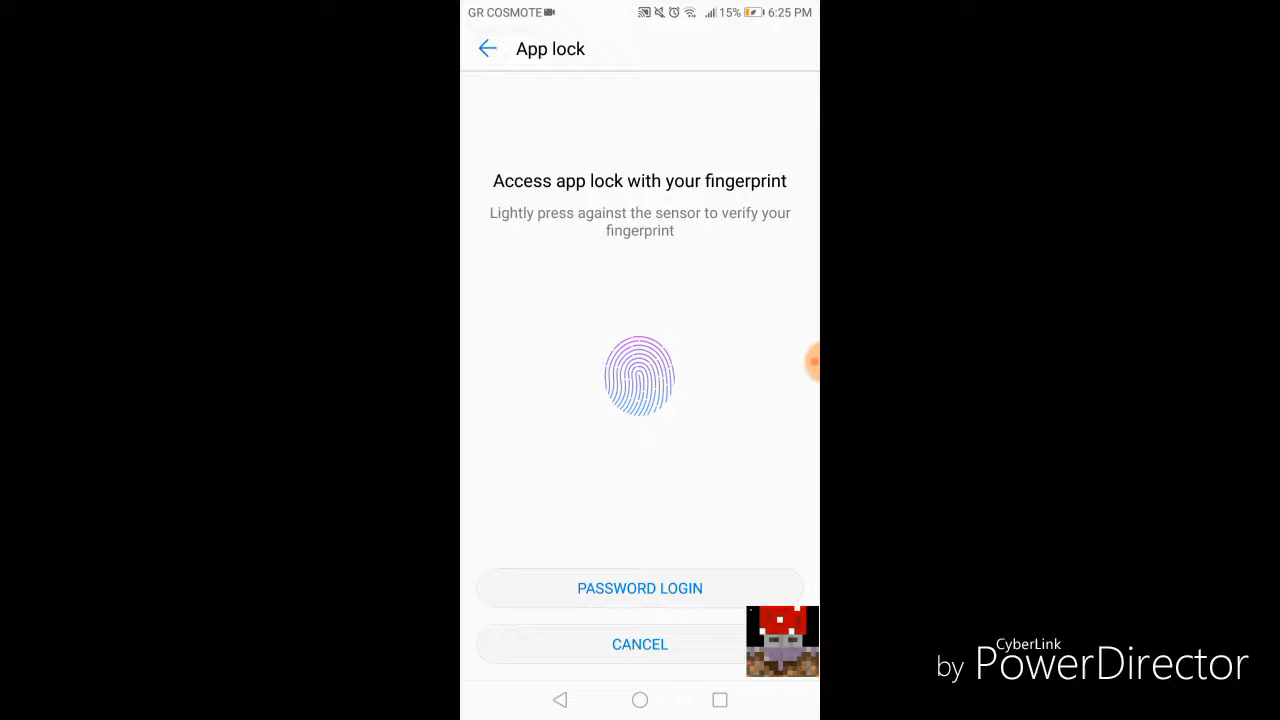 GR COSMOTE
15%
6:25 PM
App lock
Access app lock with your fingerprint
Lightly press against the sensor to verify your
fingerprint
PASSWORD LOGIN
CANCEL
CyberLink
by PowerDirector